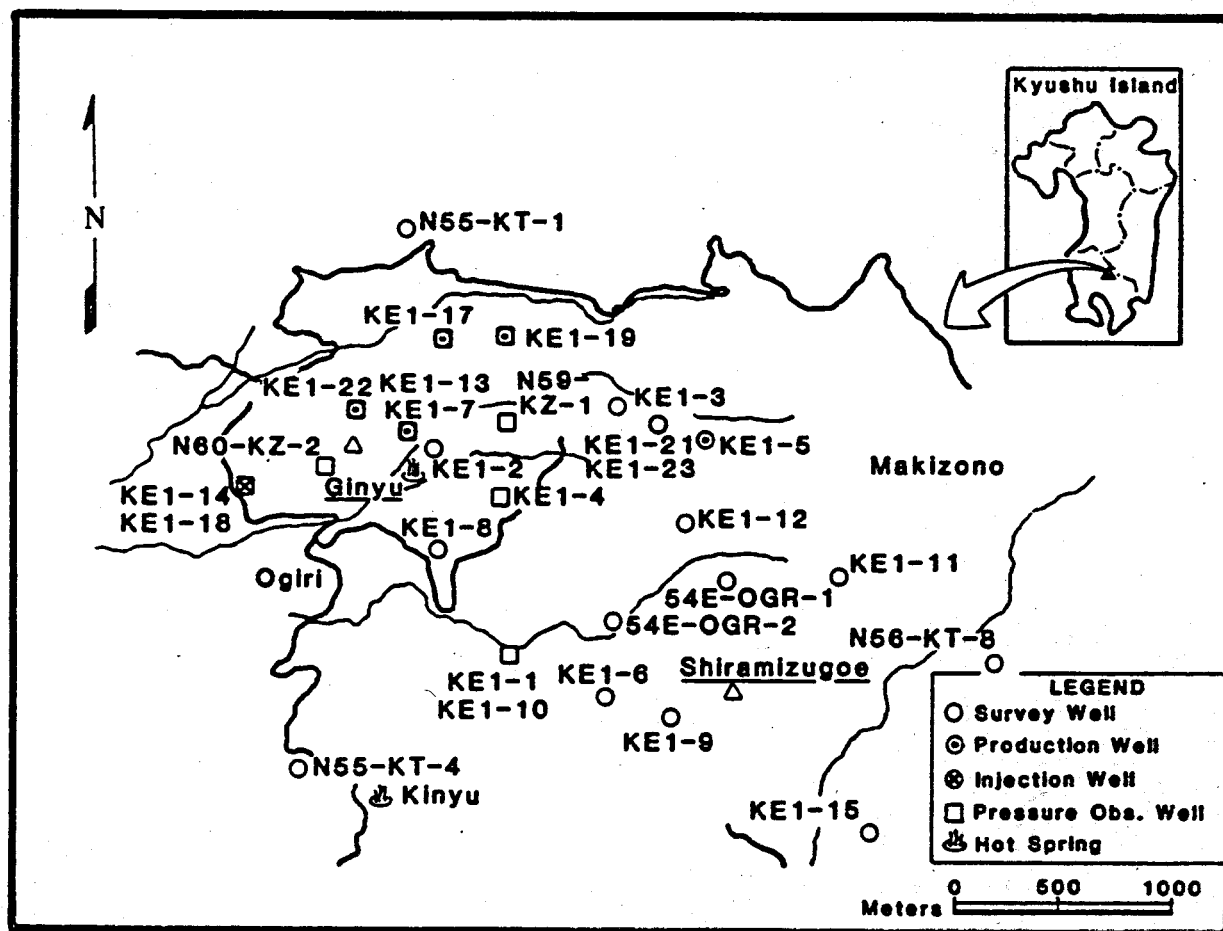 Kyushu Island
N
N55-KT-1
KE1-17
KE1-19
KE1-22
KE1-13
N59-
KE1-3
KE1-7
KZ-1
N60-KZ-2
KE1-21
KE1-5
KE1-2
KE1-23
Makizono
Ginyu
KE1-14
KE1-4
KE1-18
KE1-8
KE1-12
Ogiri
KE1-11
54E-OGR-1
54E-OGR-2
N56-KT-8
KE1-1
KE1-6
Shiramizugoe
KE1-10
KE1-9
N55-KT-4
Kinyu
KE1-15
LEGEND
Survey Well
Production Well
Injection Well
Pressure Obs. Well
Hot Spring
0 500 1000
Meters